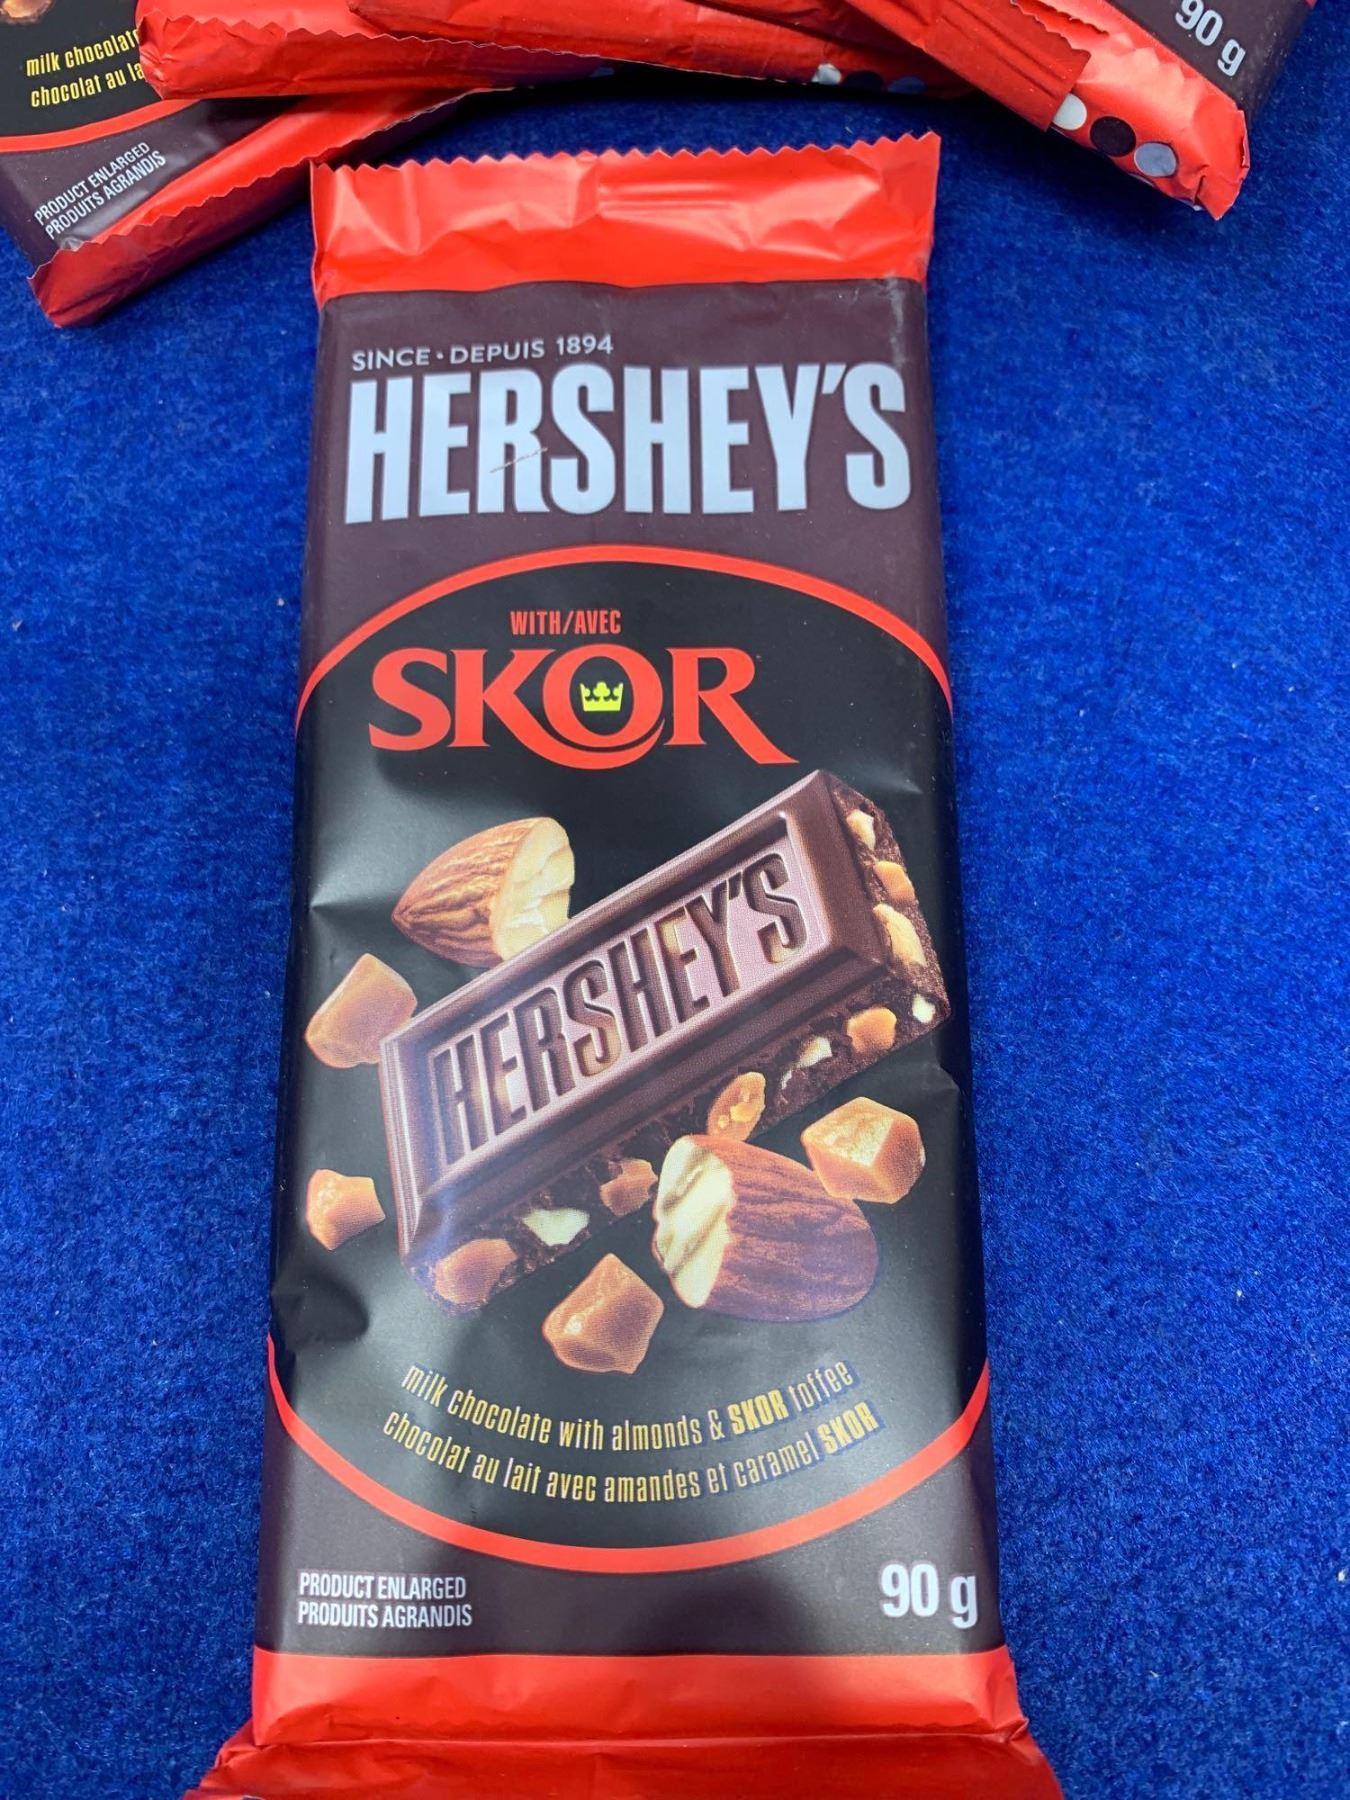 milk chocolate
chocolat au la
PRODUCT ENLARGED
PRODUITS AGRANDIS
90 g
SINCE · DEPUIS 1894
HERSHEY'S
WITH/AVEC
SKOR
HERSHEY'S
milk chocolate with almonds & SKOR toffee
chocolat au lait avec amandes et caramel SKOR
PRODUCT ENLARGED
PRODUITS AGRANDIS
90 g